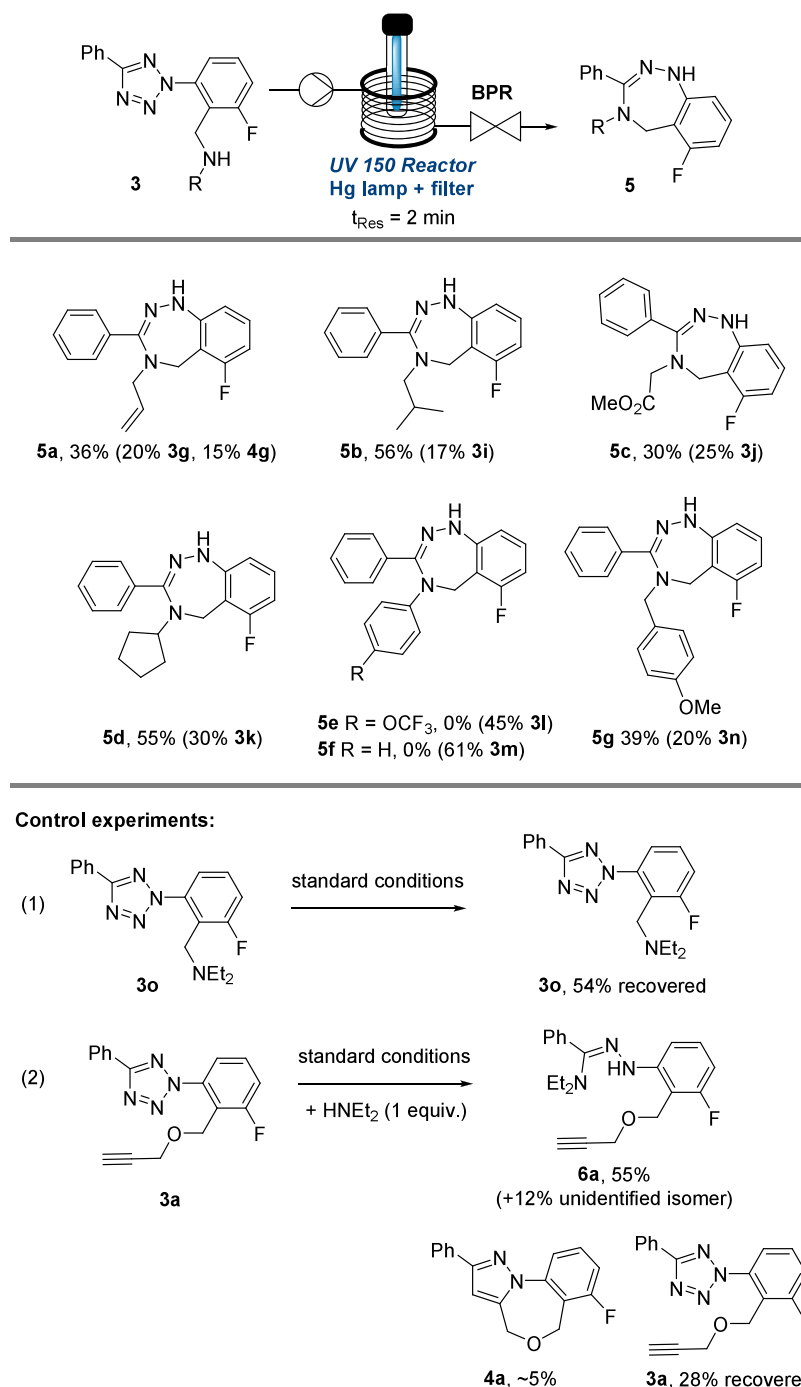 Ph N N N N F NH R
3
BPR
UV 150 Reactor
Hg lamp + filter
tRes = 2 min
Ph N NH N R F
5
H N N N F
5a, 36% (20% 3g, 15% 4g)
H N N N F
5b, 56% (17% 3i)
N NH N MeO2C F
5c, 30% (25% 3j)
H N N N F
5d, 55% (30% 3k)
H N N N F R
5e R = OCF3, 0% (45% 3l)
5f R = H, 0% (61% 3m)
H N N N F OMe
5g 39% (20% 3n)
Control experiments:
(1)
Ph N N N N F NEt2
3o
standard conditions
Ph N N N N F NEt2
3o, 54% recovered
(2)
Ph N N N N F O
3a
standard conditions
+ HNEt2 (1 equiv.)
Ph N Et2N HN F O
6a, 55%
(+12% unidentified isomer)
Ph N N F O
4a, ~5%
Ph N N N N O
3a, 28% recovere